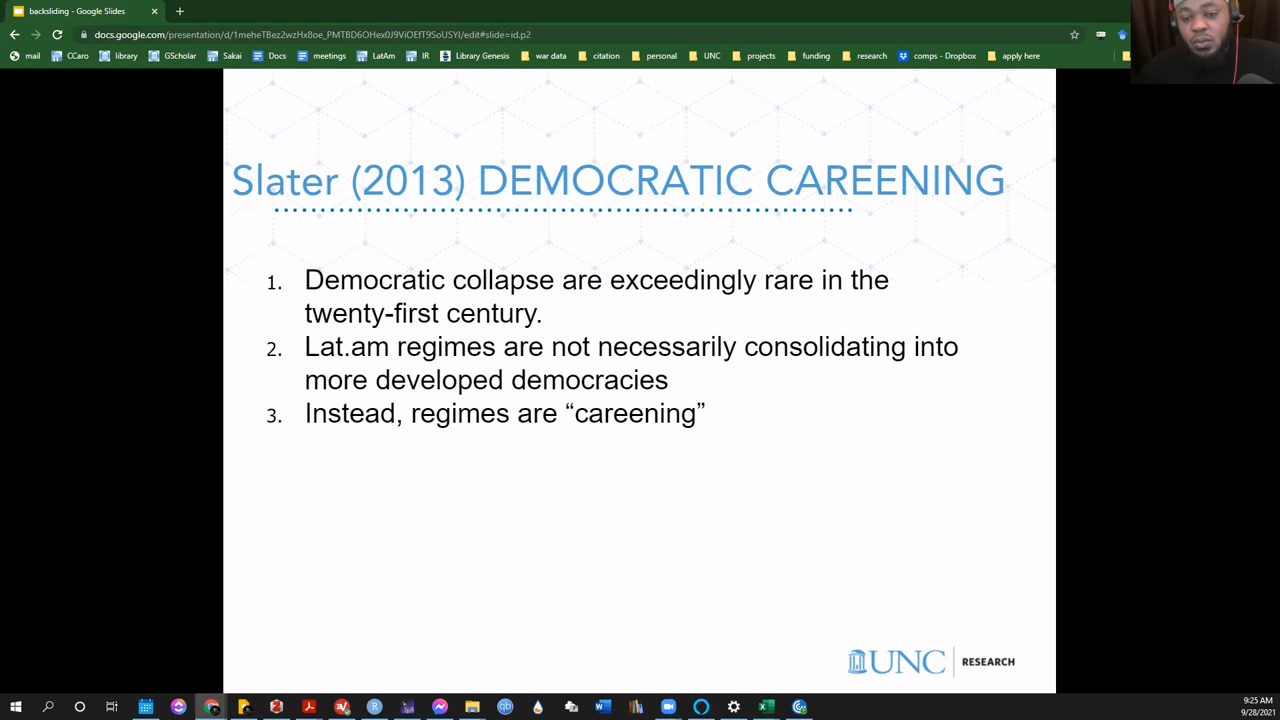 backsliding - Google Slides
docs.google.com/presentation/d/1meheTBez2wzHx8oe_PMTBD6OHex0J9ViOEfT9SoUSYI/edit#slide=id.p2
mail CCaro library GScholar Sakai Docs meetings LatAm IR Library Genesis war data citation personal UNC projects funding research comps - Dropbox apply here
Slater (2013) DEMOCRATIC CAREENING
1. Democratic collapse are exceedingly rare in the
twenty-first century.
2. Lat.am regimes are not necessarily consolidating into
more developed democracies
3. Instead, regimes are “careening”
UNC RESEARCH
9:25 AM
9/28/2021